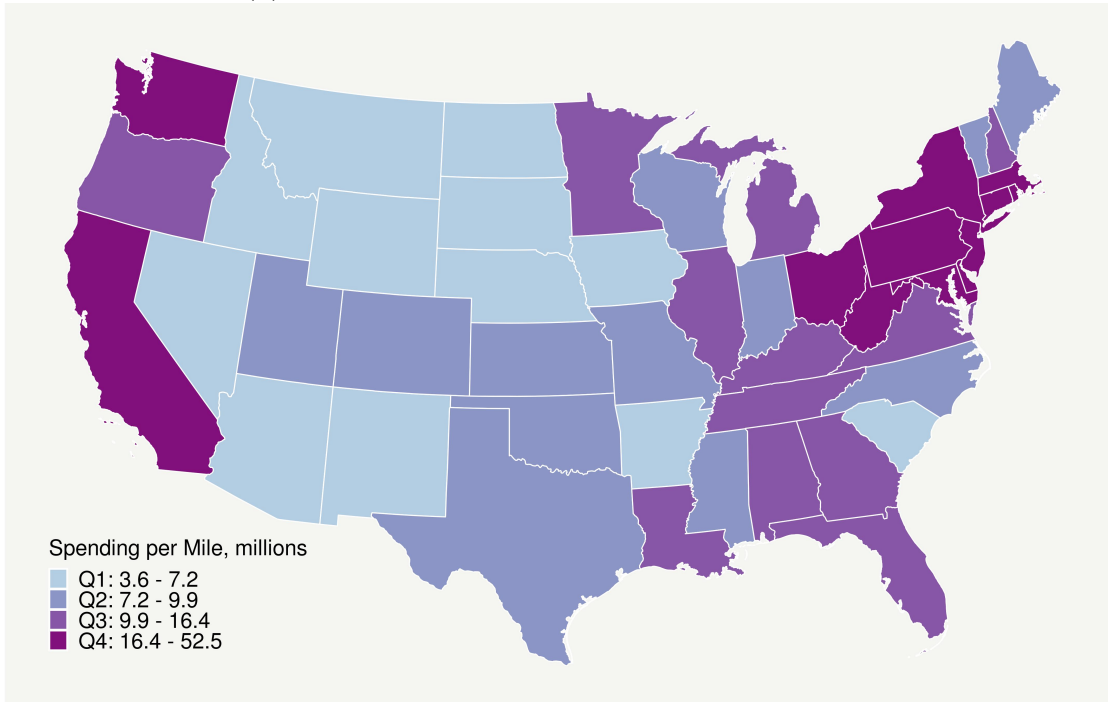 Spending per Mile, millions
Q1: 3.6 - 7.2
Q2: 7.2 - 9.9
Q3: 9.9 - 16.4
Q4: 16.4 - 52.5